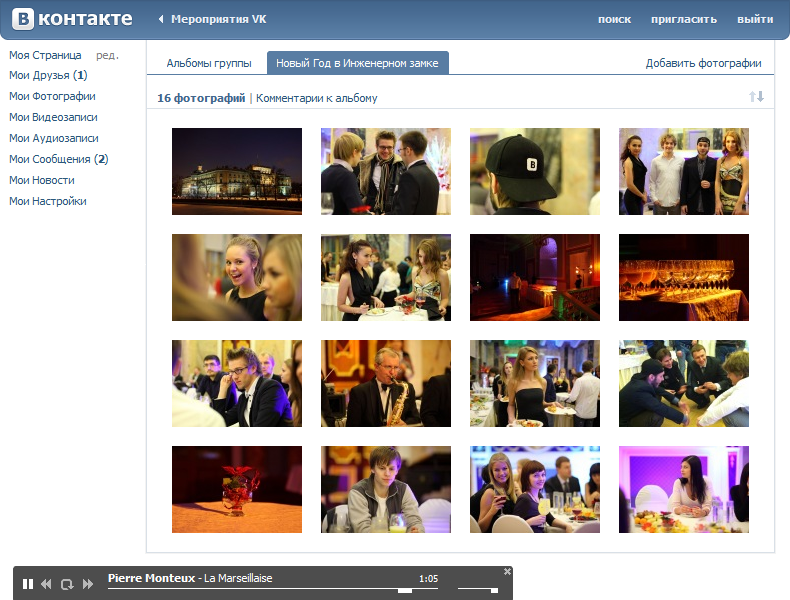 В контакте
Мероприятия VK
поиск пригласить выйти
Моя Страница ред.
Мои Друзья (1)
Мои Фотографии
Мои Видеозаписи
Мои Аудиозаписи
Мои Сообщения (2)
Мои Новости
Мои Настройки
Альбомы группы
Новый Год в Инженерном замке
Добавить фотографии
16 фотографий | Комментарии к альбому
B
Pierre Monteux - La Marseillaise 1:05